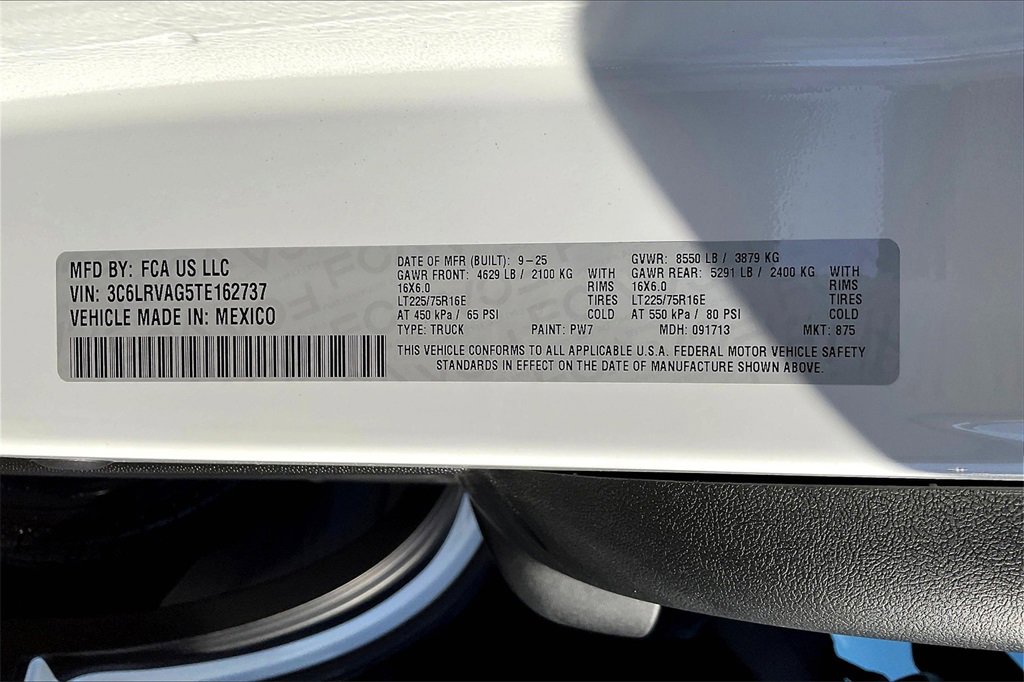 MFD BY: FCA US LLC
VIN: 3C6LRVAG5TE162737
VEHICLE MADE IN: MEXICO
DATE OF MFR (BUILT): 9-25
GAWR FRONT: 4629 LB / 2100 KG WITH
16X6.0 RIMS
LT225/75R16E TIRES
AT 450 kPa / 65 PSI COLD
GVWR: 8550 LB / 3879 KG
GAWR REAR: 5291 LB / 2400 KG WITH
16X6.0 RIMS
LT225/75R16E TIRES
AT 550 kPa / 80 PSI COLD
TYPE: TRUCK PAINT: PW7 MDH: 091713 MKT: 875
THIS VEHICLE CONFORMS TO ALL APPLICABLE U.S.A. FEDERAL MOTOR VEHICLE SAFETY
STANDARDS IN EFFECT ON THE DATE OF MANUFACTURE SHOWN ABOVE.